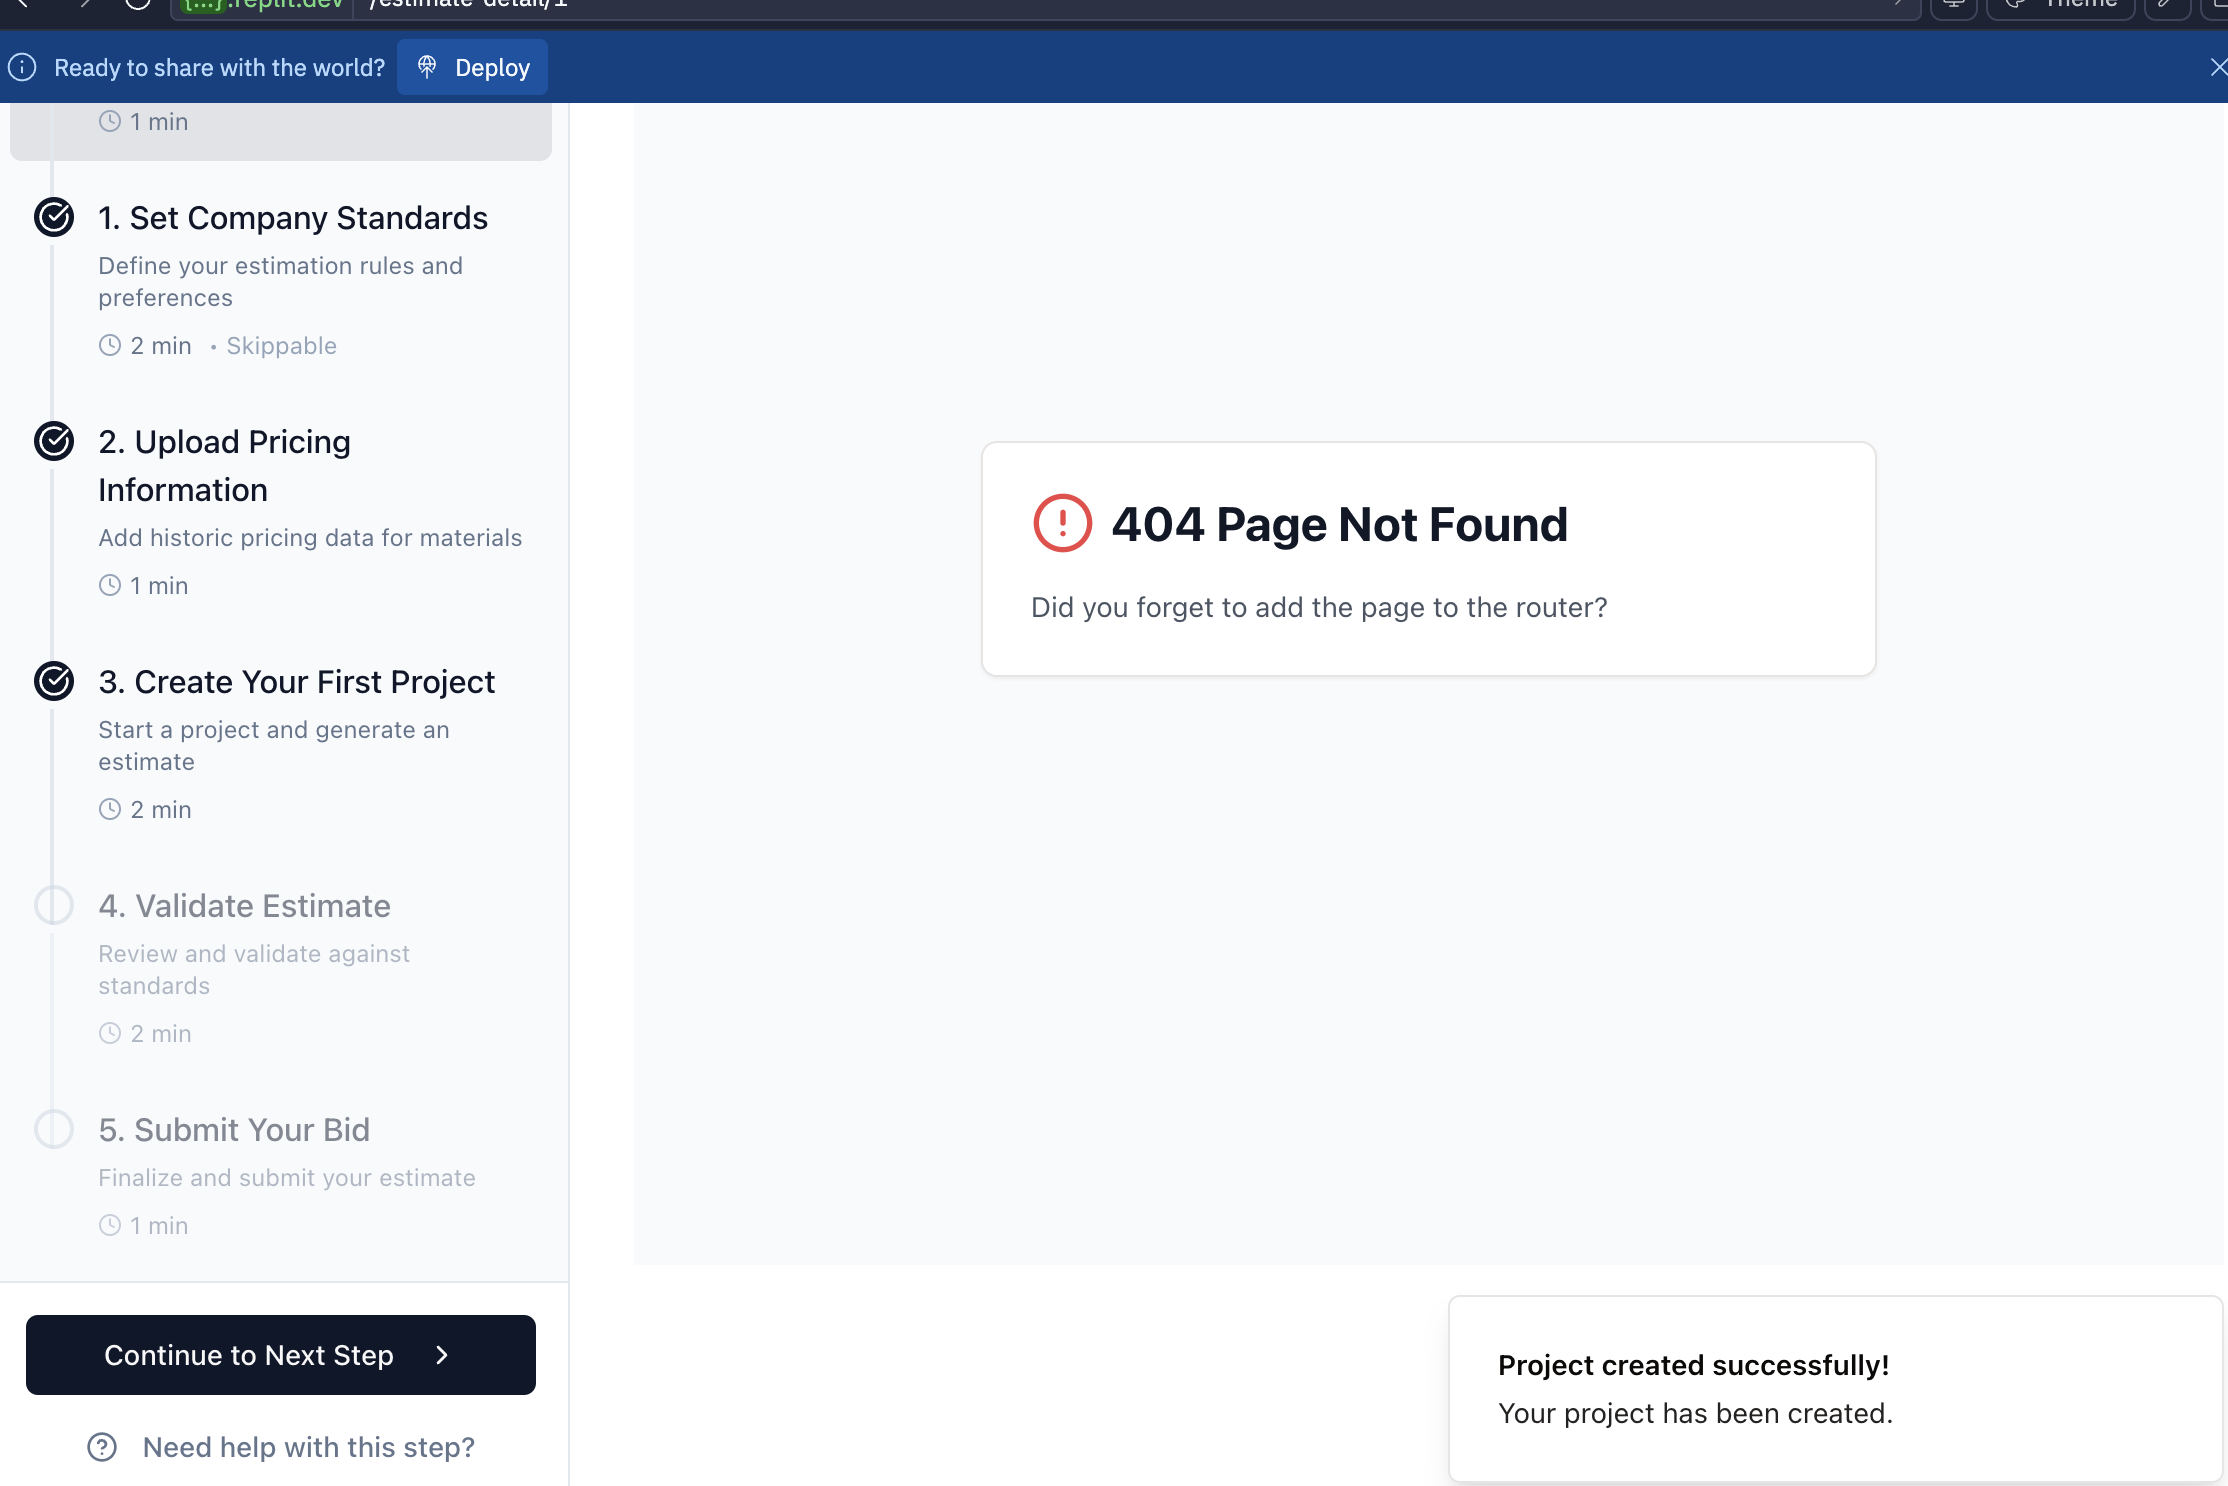 {...}.replit.dev /estimate-detail/1
Theme
Ready to share with the world? Deploy
1 min
1. Set Company Standards
Define your estimation rules and
preferences
2 min • Skippable
2. Upload Pricing
Information
Add historic pricing data for materials
1 min
3. Create Your First Project
Start a project and generate an
estimate
2 min
4. Validate Estimate
Review and validate against
standards
2 min
5. Submit Your Bid
Finalize and submit your estimate
1 min
Continue to Next Step
Need help with this step?
404 Page Not Found
Did you forget to add the page to the router?
Project created successfully!
Your project has been created.